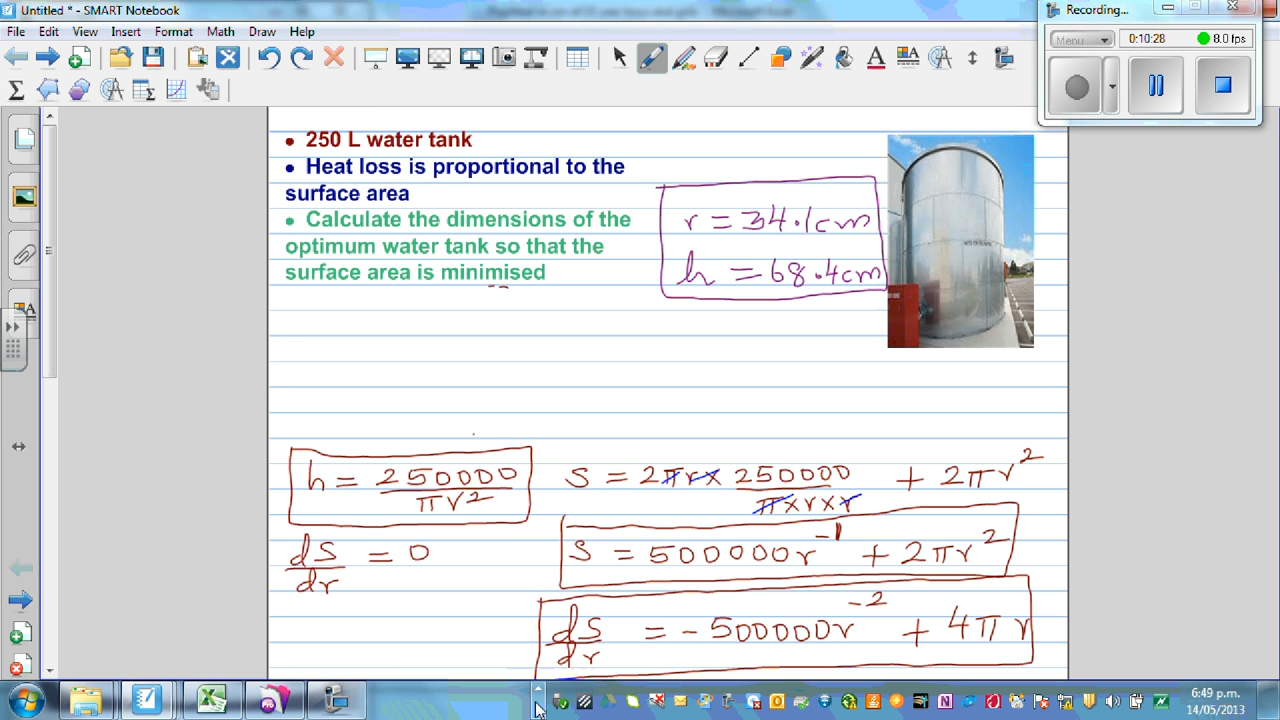 Untitled * - SMART Notebook
Recording...
File Edit View Insert Format Math Draw Help
Menu
0:10:28
8.0 fps
• 250 L water tank
• Heat loss is proportional to the
surface area
• Calculate the dimensions of the
optimum water tank so that the
surface area is minimised
r = 34.1cm
h = 68.4cm
h = 250000 / πr²
S = 2πr × 250000 / π×r×r + 2πr²
dS/dr = 0
S = 500000r⁻¹ + 2πr²
dS/dr = -500000r⁻² + 4πr
6:49 p.m.
14/05/2013